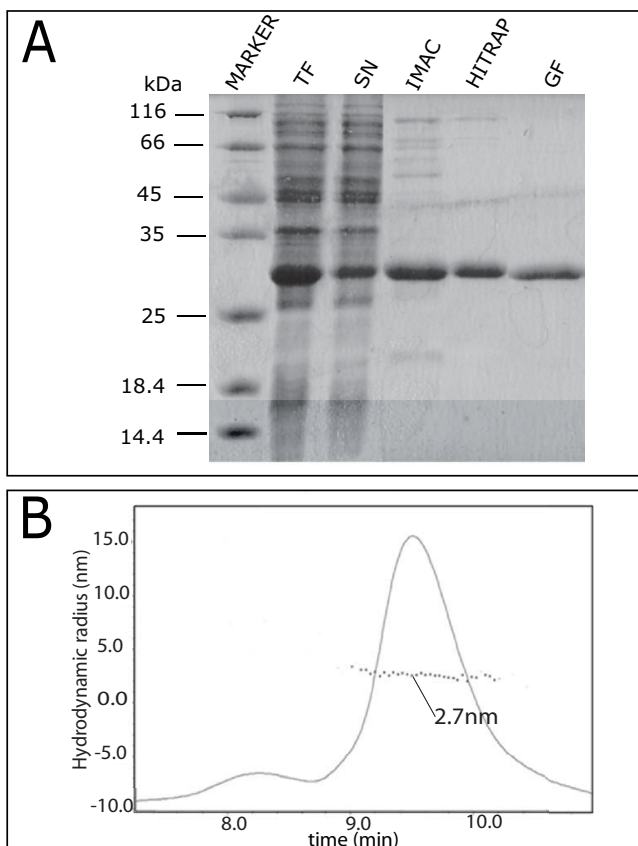 A
MARKER TF SN IMAC HITRAP GF
kDa
116
66
45
35
25
18.4
14.4
B
Hydrodynamic radius (nm)
15.0
10.0
5.0
0.0
-5.0
-10.0
2.7nm
8.0 9.0 10.0
time (min)